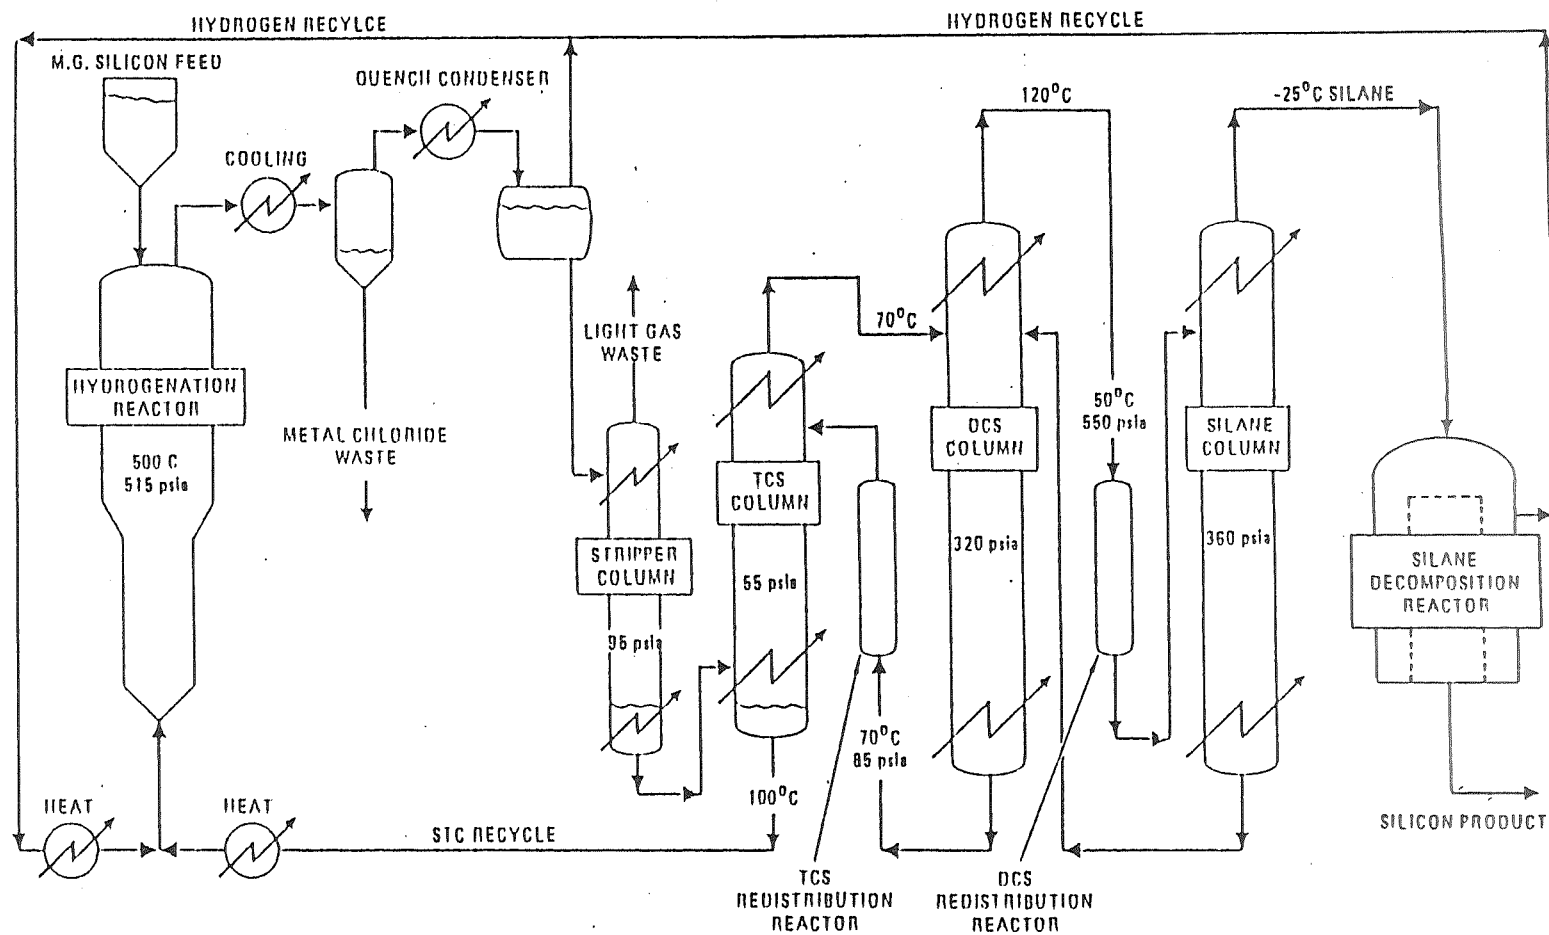 HYDROGEN RECYLCE
HYDROGEN RECYCLE
M.G. SILICON FEED
QUENCH CONDENSER
COOLING
120°C
-25°C SILANE
LIGHT GAS
WASTE
70°C
HYDROGENATION
REACTOR
500 C
515 psia
METAL CHLORIDE
WASTE
50°C
550 psia
DCS
COLUMN
SILANE
COLUMN
TCS
COLUMN
STRIPPER
COLUMN
55 psia
320 psia
360 psia
SILANE
DECOMPOSITION
REACTOR
95 psia
70°C
85 psia
100°C
HEAT
HEAT
STC RECYCLE
SILICON PRODUCT
TCS
REDISTRIBUTION
REACTOR
DCS
REDISTRIBUTION
REACTOR